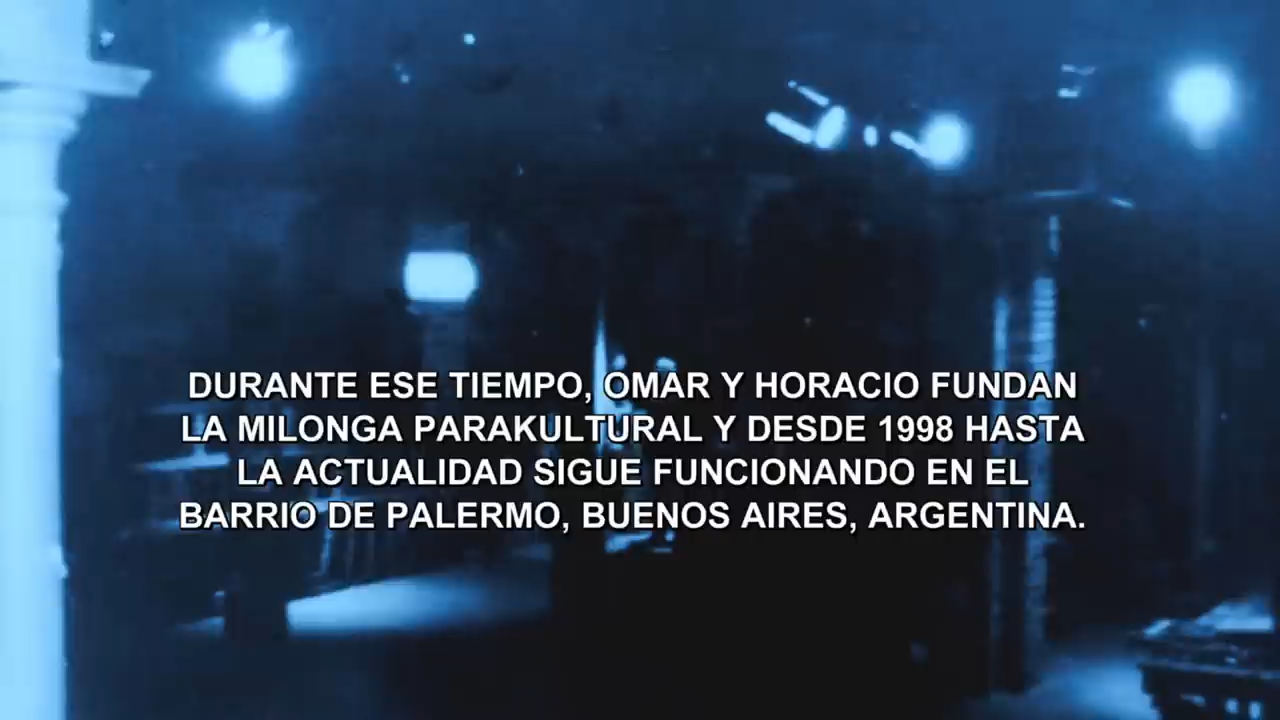 DURANTE ESE TIEMPO, OMAR Y HORACIO FUNDAN
LA MILONGA PARAKULTURAL Y DESDE 1998 HASTA
LA ACTUALIDAD SIGUE FUNCIONANDO EN EL
BARRIO DE PALERMO, BUENOS AIRES, ARGENTINA.